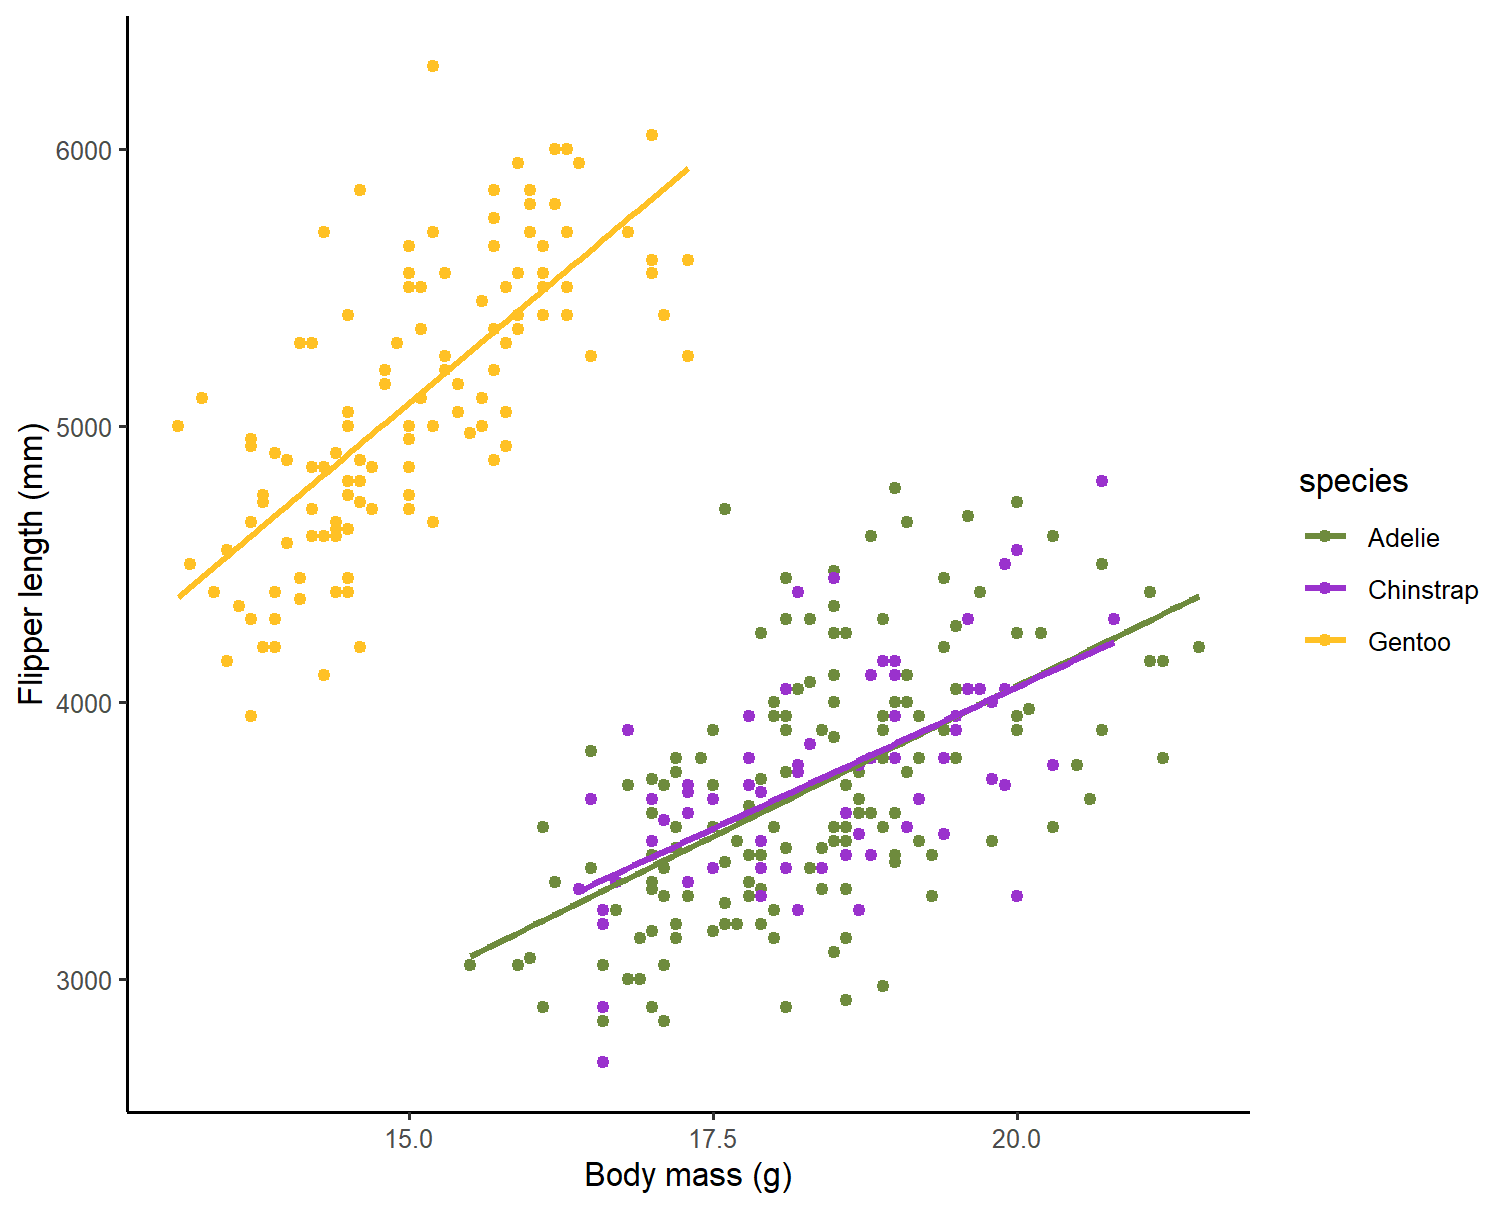 6000
5000
4000
3000
Flipper length (mm)
15.0
17.5
20.0
Body mass (g)
species
Adelie
Chinstrap
Gentoo